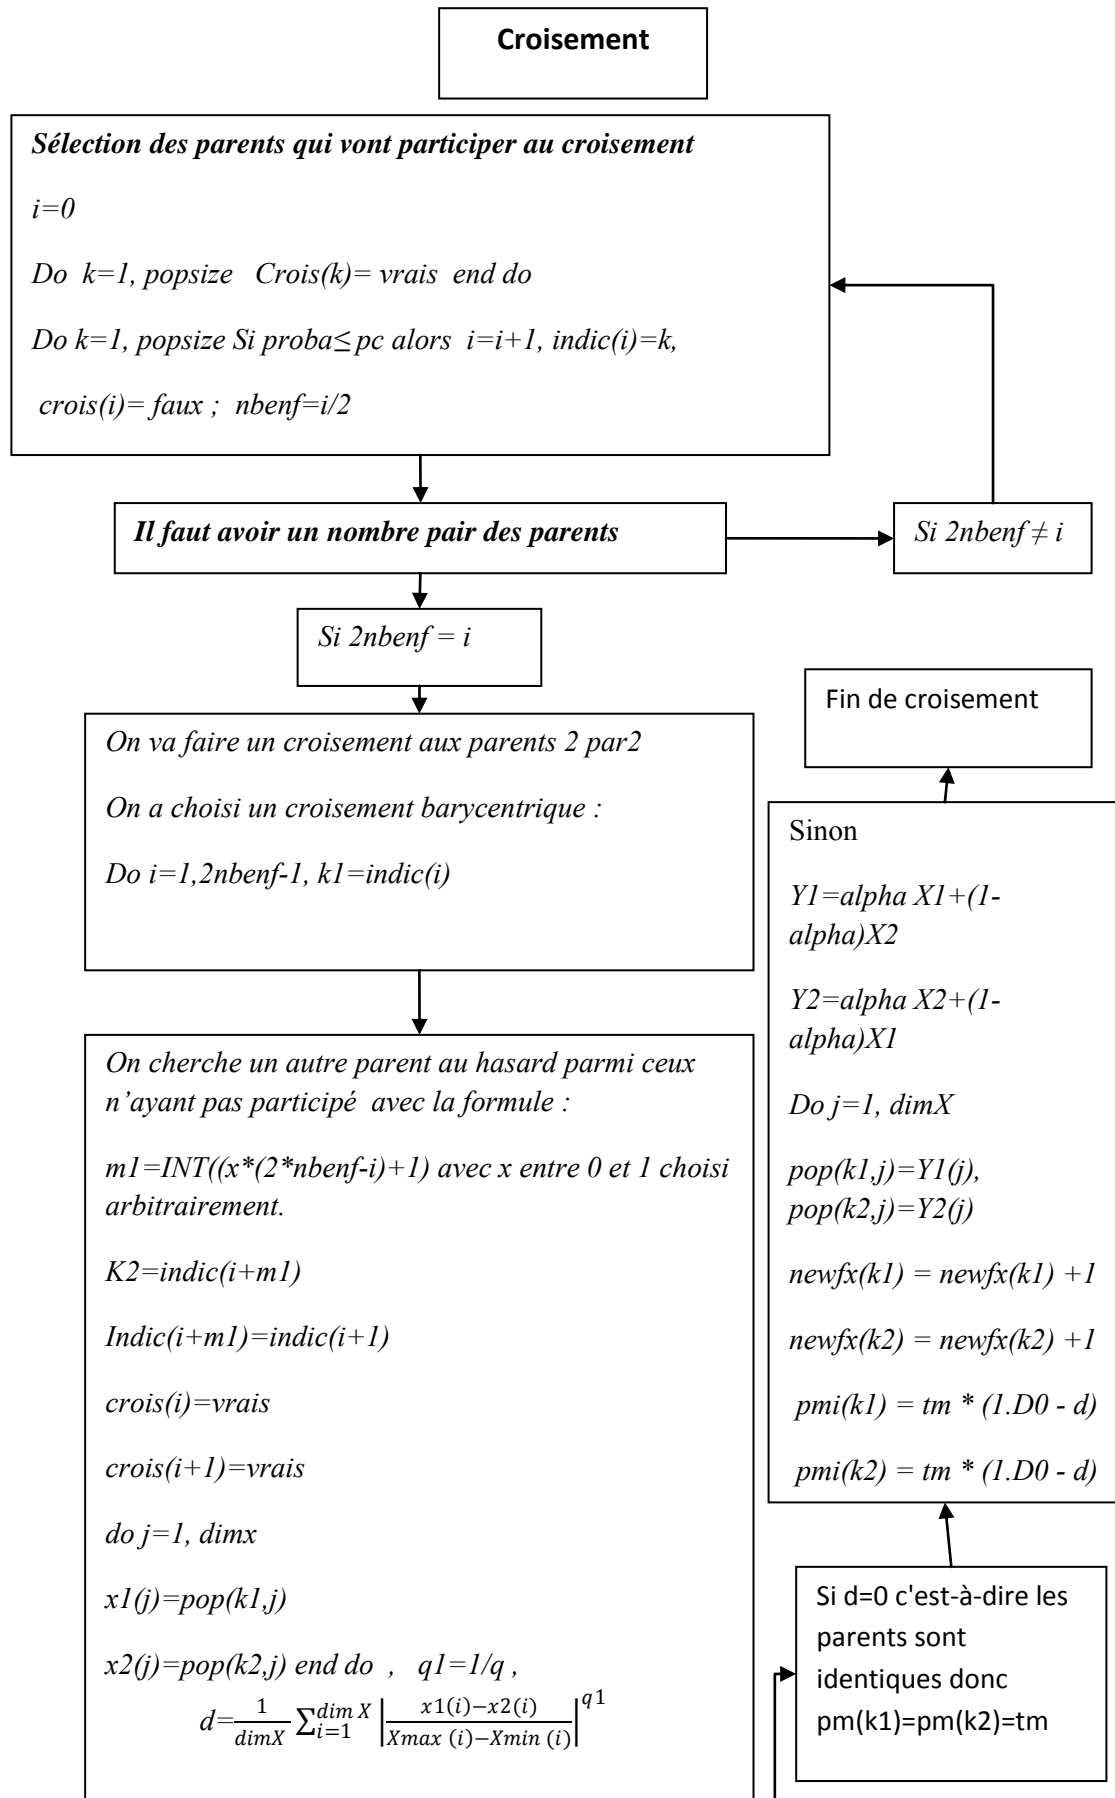 Croisement
Sélection des parents qui vont participer au croisement
i=0
Do k=1, popsize Crois(k)= vrais end do
Do k=1, popsize Si proba≤ pc alors i=i+1, indic(i)=k,
crois(i)= faux ; nbenf=i/2
Il faut avoir un nombre pair des parents
Si 2nbenf ≠ i
Si 2nbenf = i
On va faire un croisement aux parents 2 par2
On a choisi un croisement barycentrique :
Do i=1,2nbenf-1, k1=indic(i)
On cherche un autre parent au hasard parmi ceux
n’ayant pas participé avec la formule :
m1=INT((x*(2*nbenf-i)+1) avec x entre 0 et 1 choisi
arbitrairement.
K2=indic(i+m1)
Indic(i+m1)=indic(i+1)
crois(i)=vrais
crois(i+1)=vrais
do j=1, dimx
x1(j)=pop(k1,j)
x2(j)=pop(k2,j) end do , q1=1/q ,
d=\frac{1}{dimX} \sum_{i=1}^{dim X} \left|\frac{x1(i)-x2(i)}{Xmax (i)-Xmin (i)}\right|^{q1}
Si d=0 c'est-à-dire les
parents sont
identiques donc
pm(k1)=pm(k2)=tm
Sinon
Y1=alpha X1+(1-
alpha)X2
Y2=alpha X2+(1-
alpha)X1
Do j=1, dimX
pop(k1,j)=Y1(j),
pop(k2,j)=Y2(j)
newfx(k1) = newfx(k1) +1
newfx(k2) = newfx(k2) +1
pmi(k1) = tm * (1.D0 - d)
pmi(k2) = tm * (1.D0 - d)
Fin de croisement